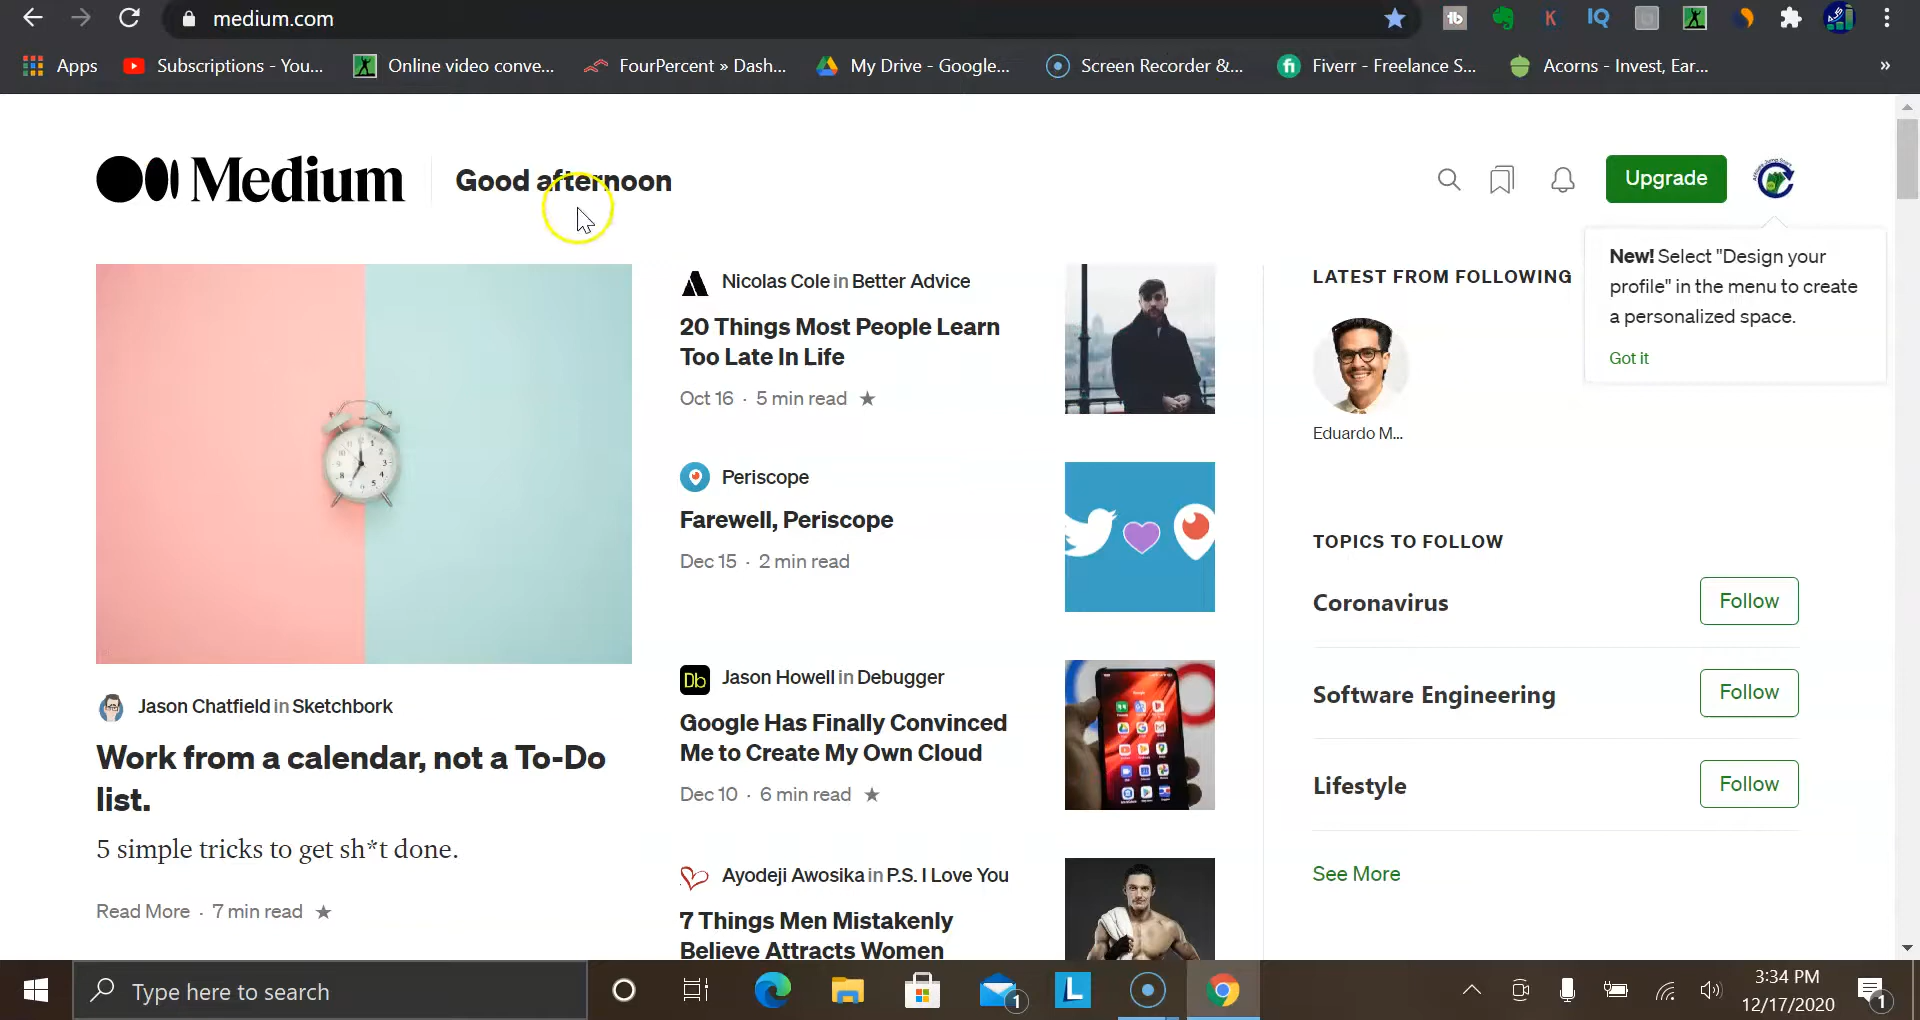 medium.com
tb
K
IQ
Apps
Subscriptions - You...
Online video conve...
FourPercent » Dash...
My Drive - Google...
Screen Recorder &...
fi
Fiverr - Freelance S...
Acorns - Invest, Ear...
»
Medium
Good afternoon
Upgrade
New! Select "Design your
profile" in the menu to create
a personalized space.
Got it
Nicolas Cole in Better Advice
20 Things Most People Learn
Too Late In Life
Oct 16 · 5 min read ★
Periscope
Farewell, Periscope
Dec 15 · 2 min read
Db
Jason Howell in Debugger
Google Has Finally Convinced
Me to Create My Own Cloud
Dec 10 · 6 min read ★
Ayodeji Awosika in P.S. I Love You
7 Things Men Mistakenly
Believe Attracts Women
Jason Chatfield in Sketchbork
Work from a calendar, not a To-Do
list.
5 simple tricks to get sh*t done.
Read More · 7 min read ★
LATEST FROM FOLLOWING
Eduardo M...
TOPICS TO FOLLOW
Coronavirus
Follow
Software Engineering
Follow
Lifestyle
Follow
See More
Type here to search
1
L
3:34 PM
12/17/2020
1